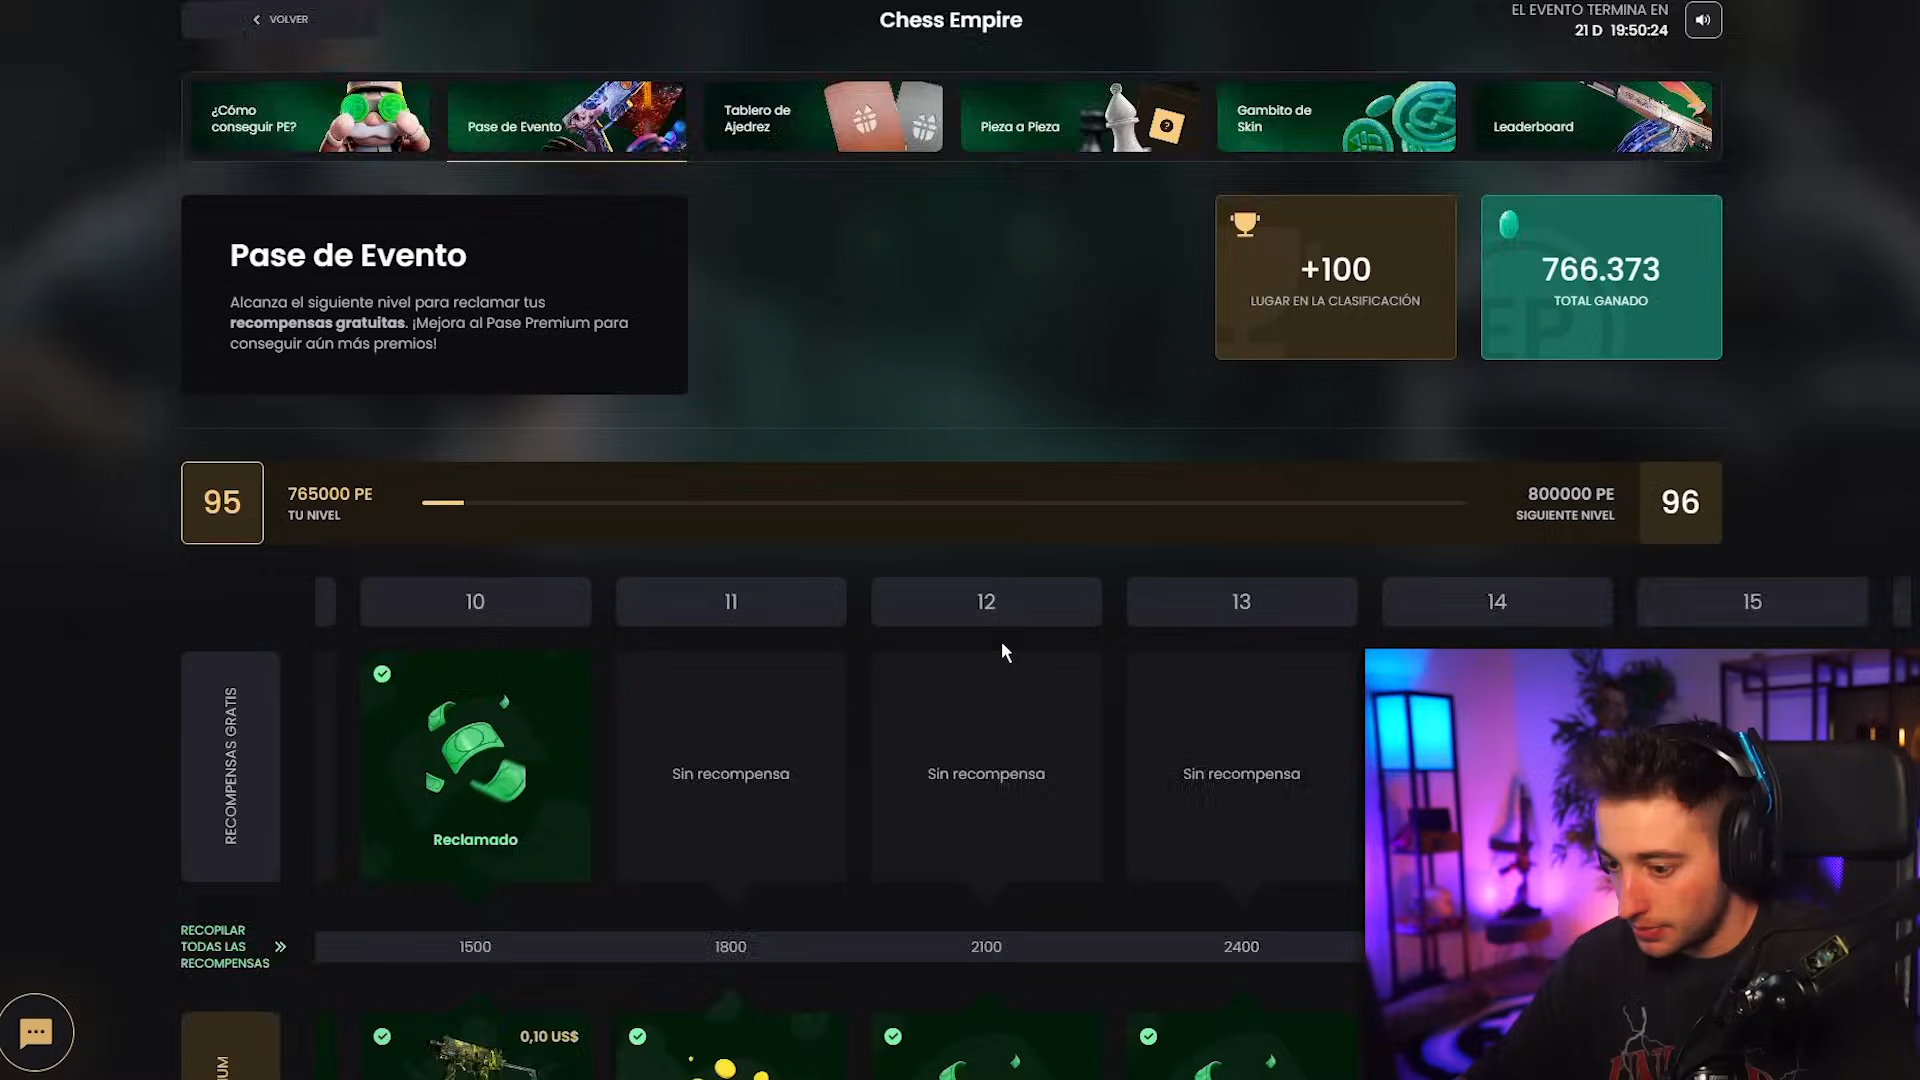 VOLVER
Chess Empire
EL EVENTO TERMINA EN
21 D 19:50:24
¿Cómo
conseguir PE?
Pase de Evento
Tablero de
Ajedrez
Pieza a Pieza
Gambito de
Skin
Leaderboard
Pase de Evento
Alcanza el siguiente nivel para reclamar tus
recompensas gratuitas. ¡Mejora al Pase Premium para
conseguir aún más premios!
+100
LUGAR EN LA CLASIFICACIÓN
766.373
TOTAL GANADO
EP
95
765000 PE
TU NIVEL
800000 PE
SIGUIENTE NIVEL
96
10
11
12
13
14
15
RECOMPENSAS GRATIS
Reclamado
Sin recompensa
Sin recompensa
Sin recompensa
RECOPILAR
TODAS LAS
RECOMPENSAS
1500
1800
2100
2400
0,10 US$